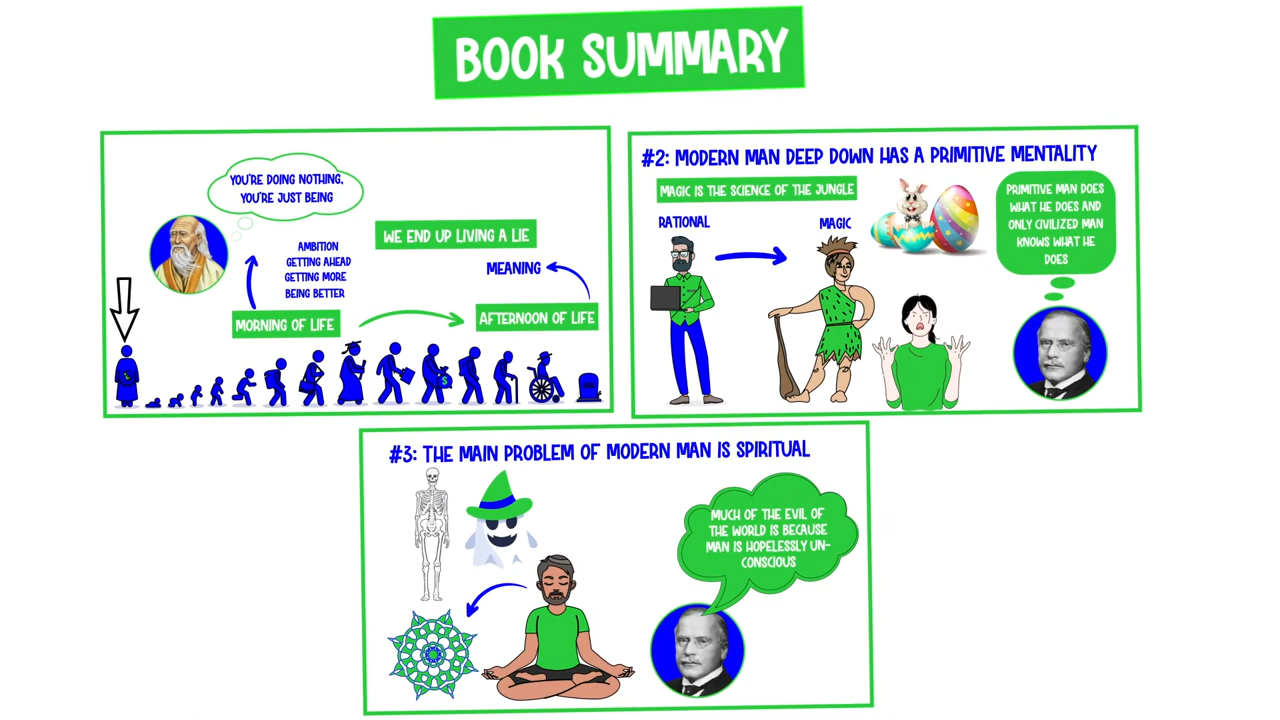 BOOK SUMMARY
YOU'RE DOING NOTHING,
YOU'RE JUST BEING
WE END UP LIVING A LIE
AMBITION
GETTING AHEAD
GETTING MORE
BEING BETTER
MEANING
MORNING OF LIFE
AFTERNOON OF LIFE
$
#2: MODERN MAN DEEP DOWN HAS A PRIMITIVE MENTALITY
MAGIC IS THE SCIENCE OF THE JUNGLE
RATIONAL
MAGIC
PRIMITIVE MAN DOES
WHAT HE DOES AND
ONLY CIVILIZED MAN
KNOWS WHAT HE
DOES
#3: THE MAIN PROBLEM OF MODERN MAN IS SPIRITUAL
MUCH OF THE EVIL OF
THE WORLD IS BECAUSE
MAN IS HOPELESSLY UN-
CONSCIOUS